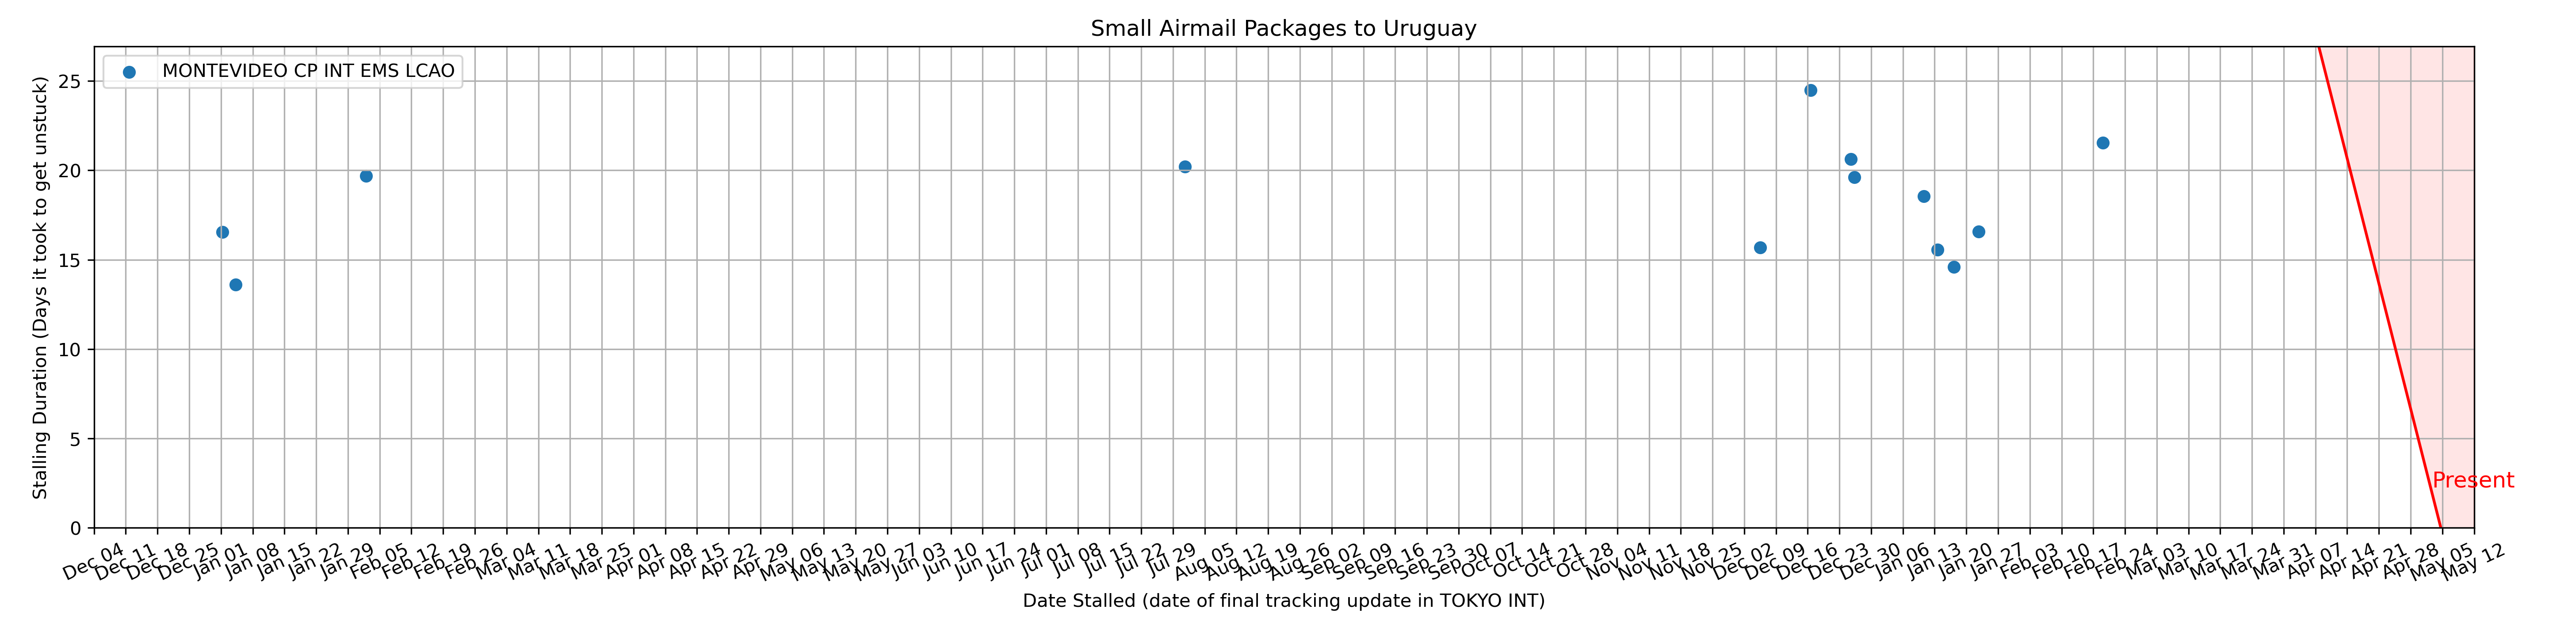 Small Airmail Packages to Uruguay
MONTEVIDEO CP INT EMS LCAO
Stalling Duration (Days it took to get unstuck)
25
20
15
10
5
0
Present
Dec 04
Dec 11
Dec 18
Dec 25
Jan 01
Jan 08
Jan 15
Jan 22
Jan 29
Feb 05
Feb 12
Feb 19
Feb 26
Mar 04
Mar 11
Mar 18
Mar 25
Apr 01
Apr 08
Apr 15
Apr 22
Apr 29
May 06
May 13
May 20
May 27
Jun 03
Jun 10
Jun 17
Jun 24
Jul 01
Jul 08
Jul 15
Jul 22
Jul 29
Aug 05
Aug 12
Aug 19
Aug 26
Sep 02
Sep 09
Sep 16
Sep 23
Sep 30
Oct 07
Oct 14
Oct 21
Oct 28
Nov 04
Nov 11
Nov 18
Nov 25
Dec 02
Dec 09
Dec 16
Dec 23
Dec 30
Jan 06
Jan 13
Jan 20
Jan 27
Feb 03
Feb 10
Feb 17
Feb 24
Mar 03
Mar 10
Mar 17
Mar 24
Mar 31
Apr 07
Apr 14
Apr 21
Apr 28
May 05
May 12
Date Stalled (date of final tracking update in TOKYO INT)